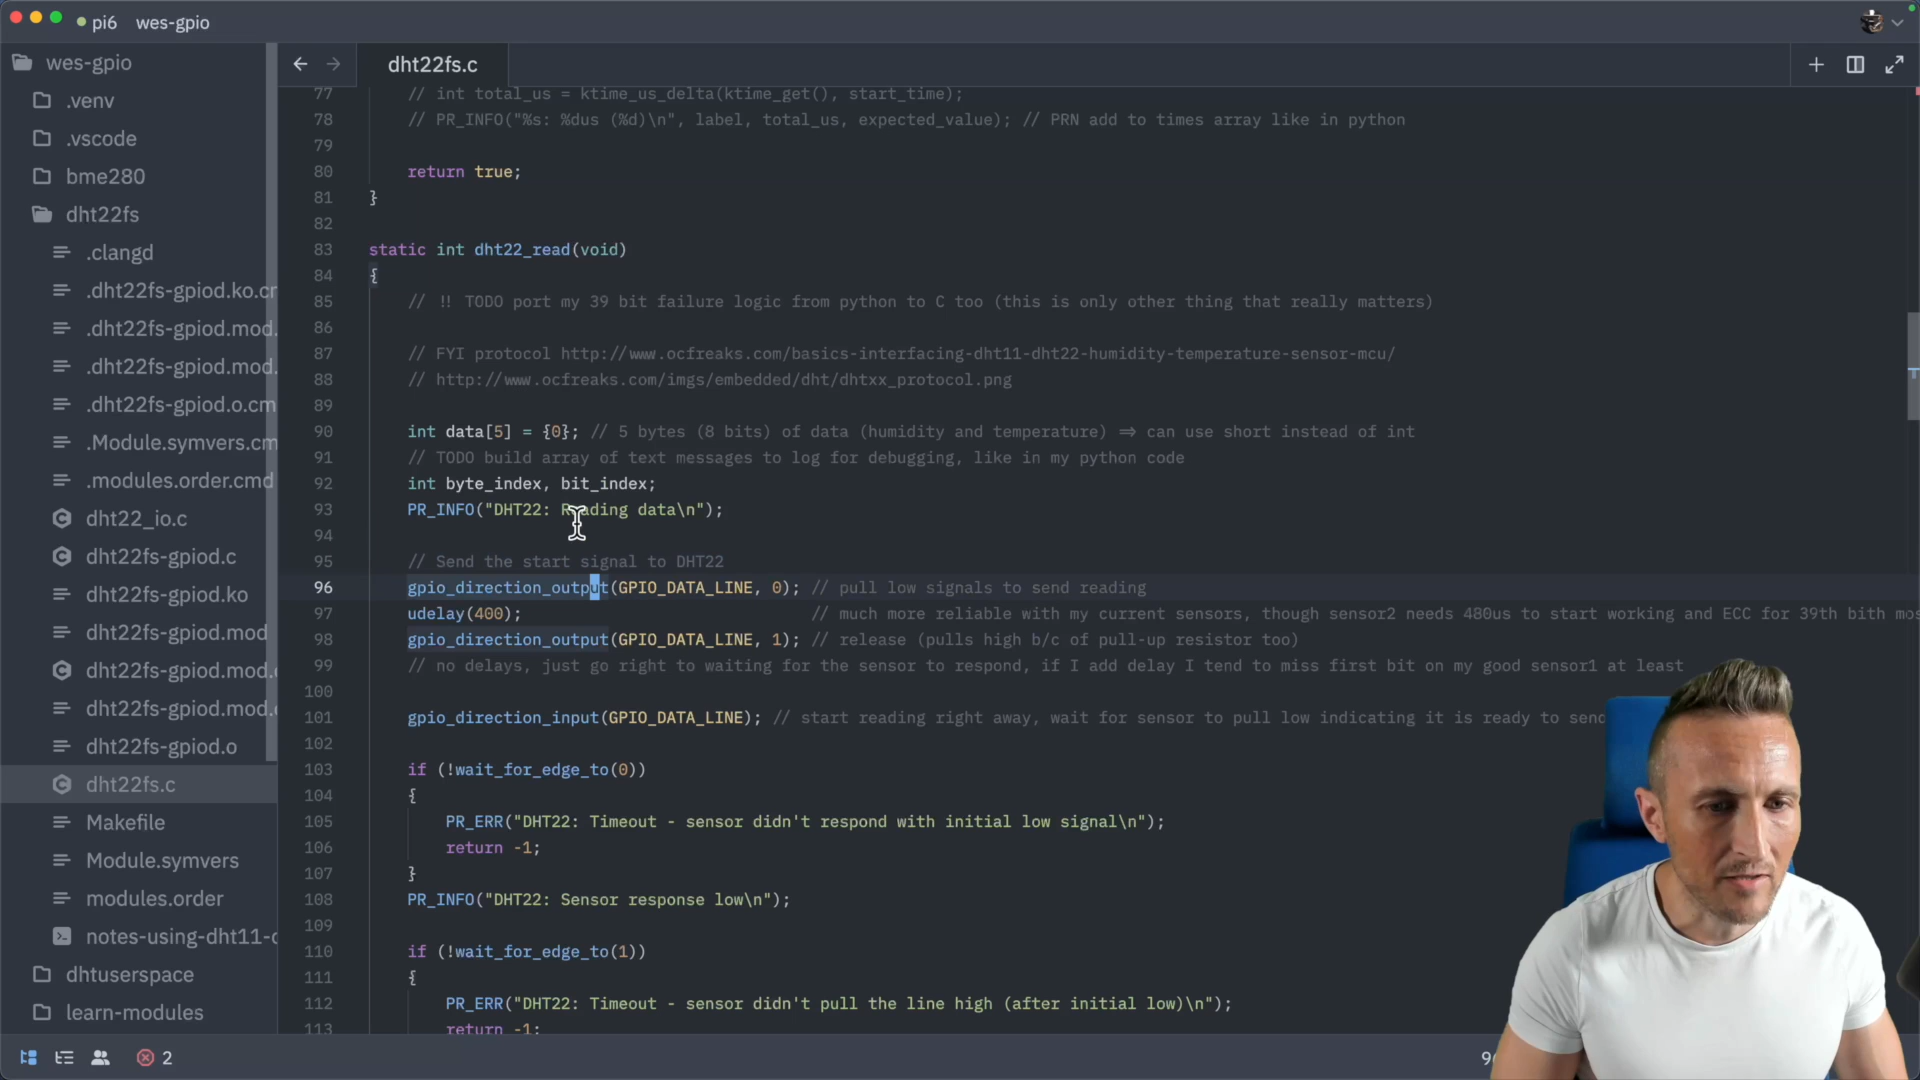 pi6 wes-gpio
wes-gpio
.venv
.vscode
bme280
dht22fs
.clangd
.dht22fs-gpiod.ko.cr
.dht22fs-gpiod.mod.
.dht22fs-gpiod.mod.
.dht22fs-gpiod.o.cm
.Module.symvers.cm
.modules.order.cmd
dht22_io.c
dht22fs-gpiod.c
dht22fs-gpiod.ko
dht22fs-gpiod.mod
dht22fs-gpiod.mod.
dht22fs-gpiod.mod.
dht22fs-gpiod.o
dht22fs.c
Makefile
Module.symvers
modules.order
notes-using-dht11-c
dhtuserspace
learn-modules
2
dht22fs.c
77 // int total_us = ktime_us_delta(ktime_get(), start_time);
78 // PR_INFO("%s: %dus (%d)\n", label, total_us, expected_value); // PRN add to times array like in python
79
80 return true;
81 }
82
83 static int dht22_read(void)
84 {
85 // !! TODO port my 39 bit failure logic from python to C too (this is only other thing that really matters)
86
87 // FYI protocol http://www.ocfreaks.com/basics-interfacing-dht11-dht22-humidity-temperature-sensor-mcu/
88 // http://www.ocfreaks.com/imgs/embedded/dht/dhtxx_protocol.png
89
90 int data[5] = {0}; // 5 bytes (8 bits) of data (humidity and temperature) => can use short instead of int
91 // TODO build array of text messages to log for debugging, like in my python code
92 int byte_index, bit_index;
93 PR_INFO("DHT22: Reading data\n");
94
95 // Send the start signal to DHT22
96 gpio_direction_output(GPIO_DATA_LINE, 0); // pull low signals to send reading
97 udelay(400); // much more reliable with my current sensors, though sensor2 needs 480us to start working and ECC for 39th bith mos
98 gpio_direction_output(GPIO_DATA_LINE, 1); // release (pulls high b/c of pull-up resistor too)
99 // no delays, just go right to waiting for the sensor to respond, if I add delay I tend to miss first bit on my good sensor1 at least
100
101 gpio_direction_input(GPIO_DATA_LINE); // start reading right away, wait for sensor to pull low indicating it is ready to send
102
103 if (!wait_for_edge_to(0))
104 {
105 PR_ERR("DHT22: Timeout - sensor didn't respond with initial low signal\n");
106 return -1;
107 }
108 PR_INFO("DHT22: Sensor response low\n");
109
110 if (!wait_for_edge_to(1))
111 {
112 PR_ERR("DHT22: Timeout - sensor didn't pull the line high (after initial low)\n");
113 return -1;